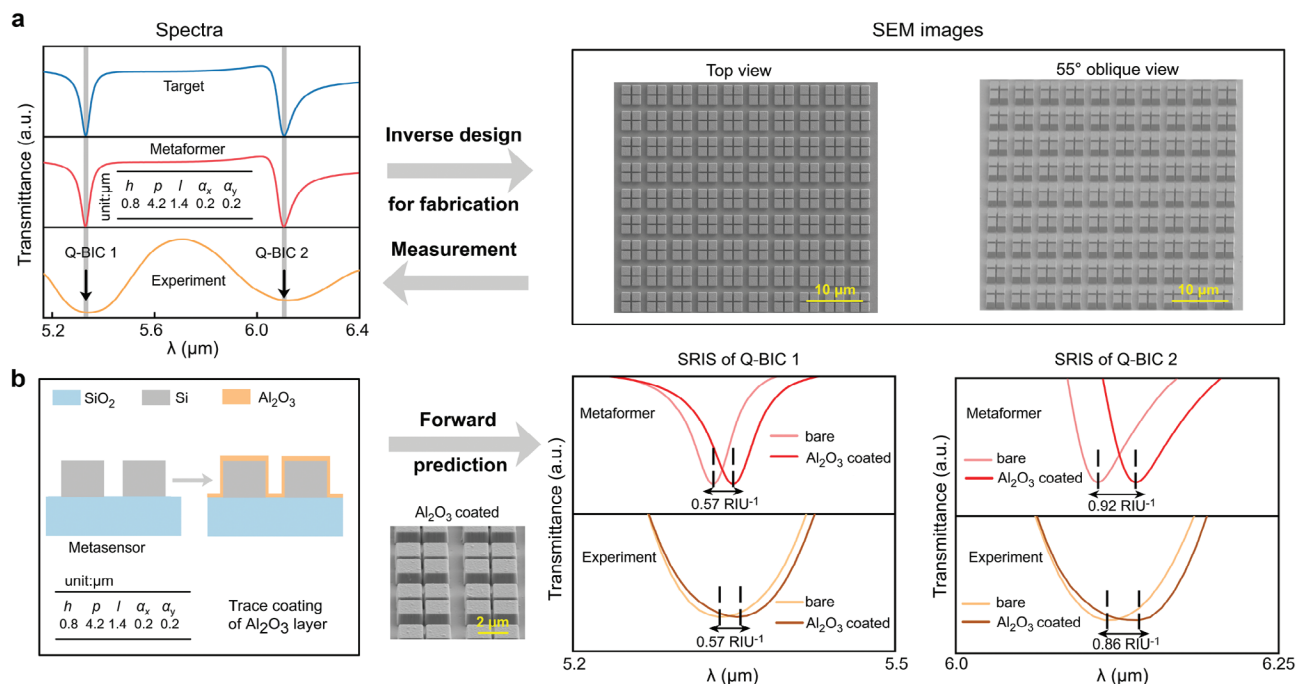 a
Spectra
Transmittance (a.u.)
Target
Metaformer
unit:μm
h p l αx αy
0.8 4.2 1.4 0.2 0.2
Q-BIC 1
Q-BIC 2
Experiment
5.2 5.6 6.0 6.4
λ (μm)
Inverse design
for fabrication
Measurement
SEM images
Top view
10 μm
55° oblique view
10 μm
b
SiO₂
Si
Al₂O₃
Metasensor
unit:μm
h p l αx αy
0.8 4.2 1.4 0.2 0.2
Trace coating
of Al₂O₃ layer
Forward
prediction
Al₂O₃ coated
2 μm
SRIS of Q-BIC 1
Transmittance (a.u.)
Metaformer
bare
Al₂O₃ coated
0.57 RIU⁻¹
Experiment
bare
Al₂O₃ coated
0.57 RIU⁻¹
5.2 5.5
λ (μm)
SRIS of Q-BIC 2
Transmittance (a.u.)
Metaformer
bare
Al₂O₃ coated
0.92 RIU⁻¹
Experiment
bare
Al₂O₃ coated
0.86 RIU⁻¹
6.0 6.25
λ (μm)